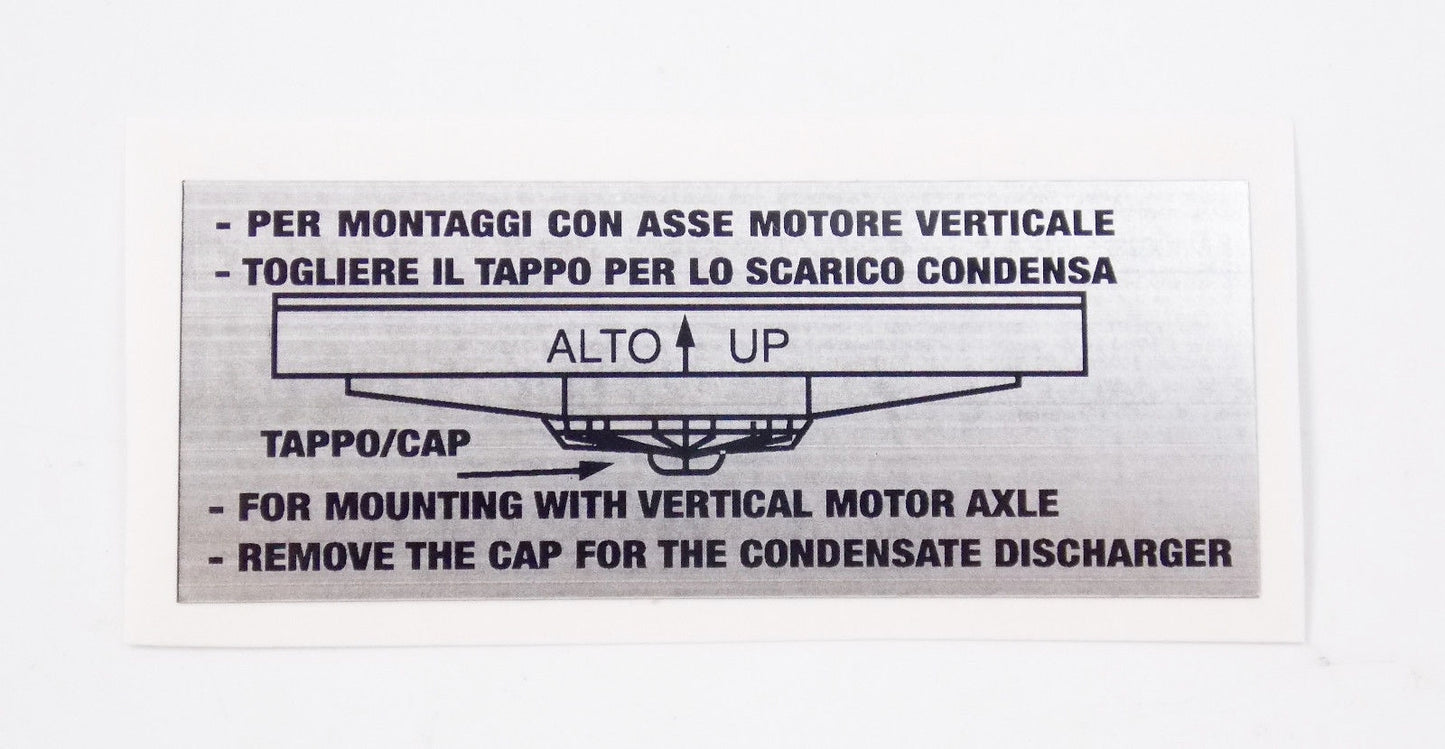 - PER MONTAGGI CON ASSE MOTORE VERTICALE
- TOGLIERE IL TAPPO PER LO SCARICO CONDENSA
ALTO UP
TAPPO/CAP
- FOR MOUNTING WITH VERTICAL MOTOR AXLE
- REMOVE THE CAP FOR THE CONDENSATE DISCHARGER